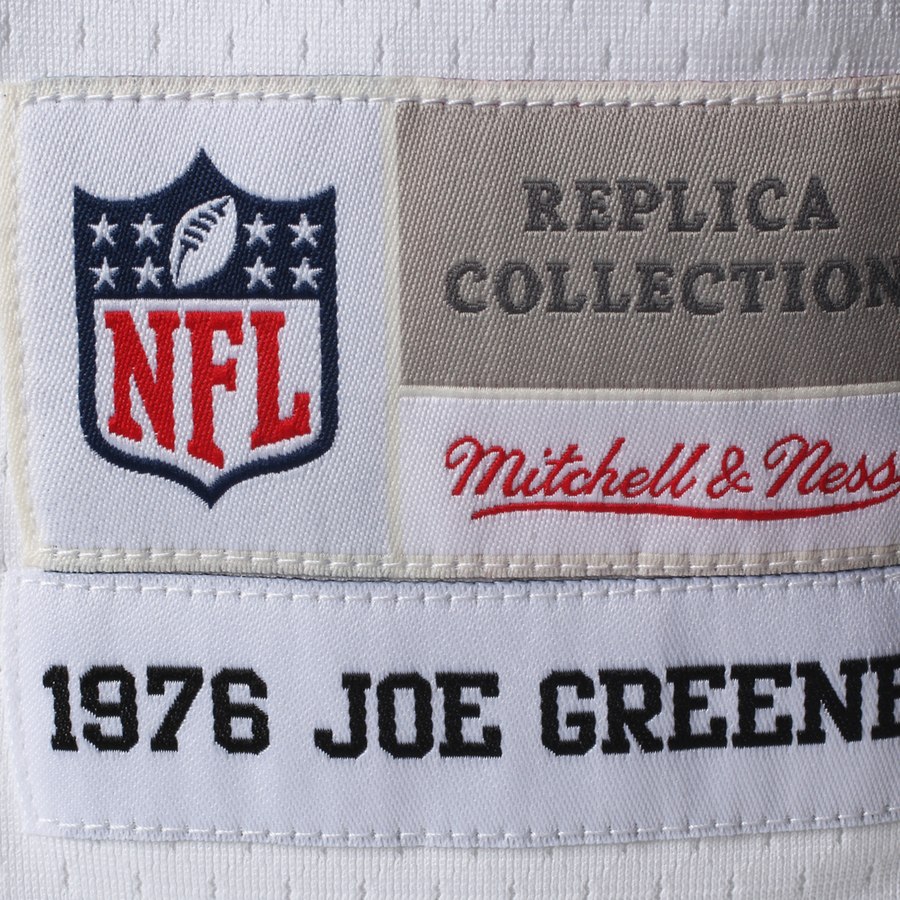 NFL
REPLICA
COLLECTION
Mitchell & Ness
1976 JOE GREENE